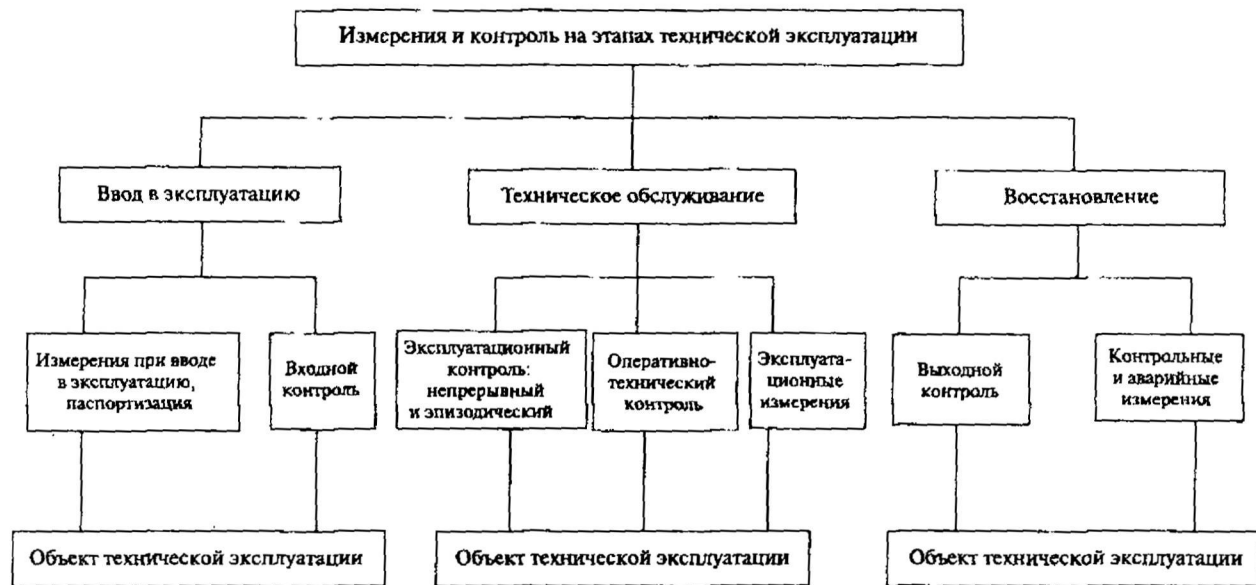 Измерения и контроль на этапах технической эксплуатации
Ввод в эксплуатацию
Техническое обслуживание
Восстановление
Измерения при вводе
в эксплуатацию,
паспортизация
Входной
контроль
Эксплуатационный
контроль:
непрерывный
и эпизодический
Оперативно-
технический
контроль
Эксплуата-
ционные
измерения
Выходной
контроль
Контрольные
и аварийные
измерения
Объект технической эксплуатации
Объект технической эксплуатации
Объект технической эксплуатации